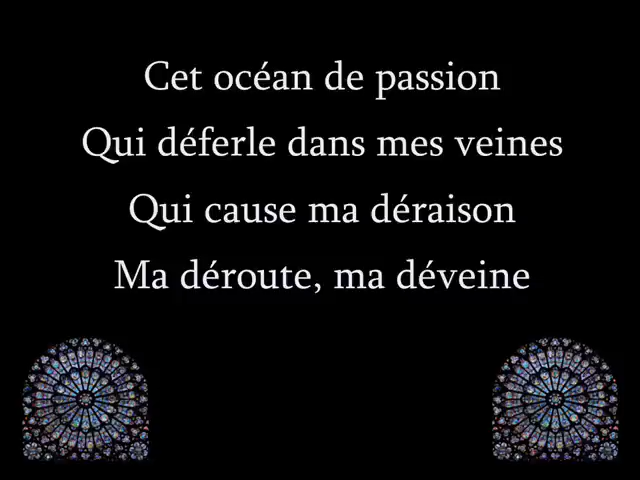 Cet océan de passion
Qui déferle dans mes veines
Qui cause ma déraison
Ma déroute, ma déveine